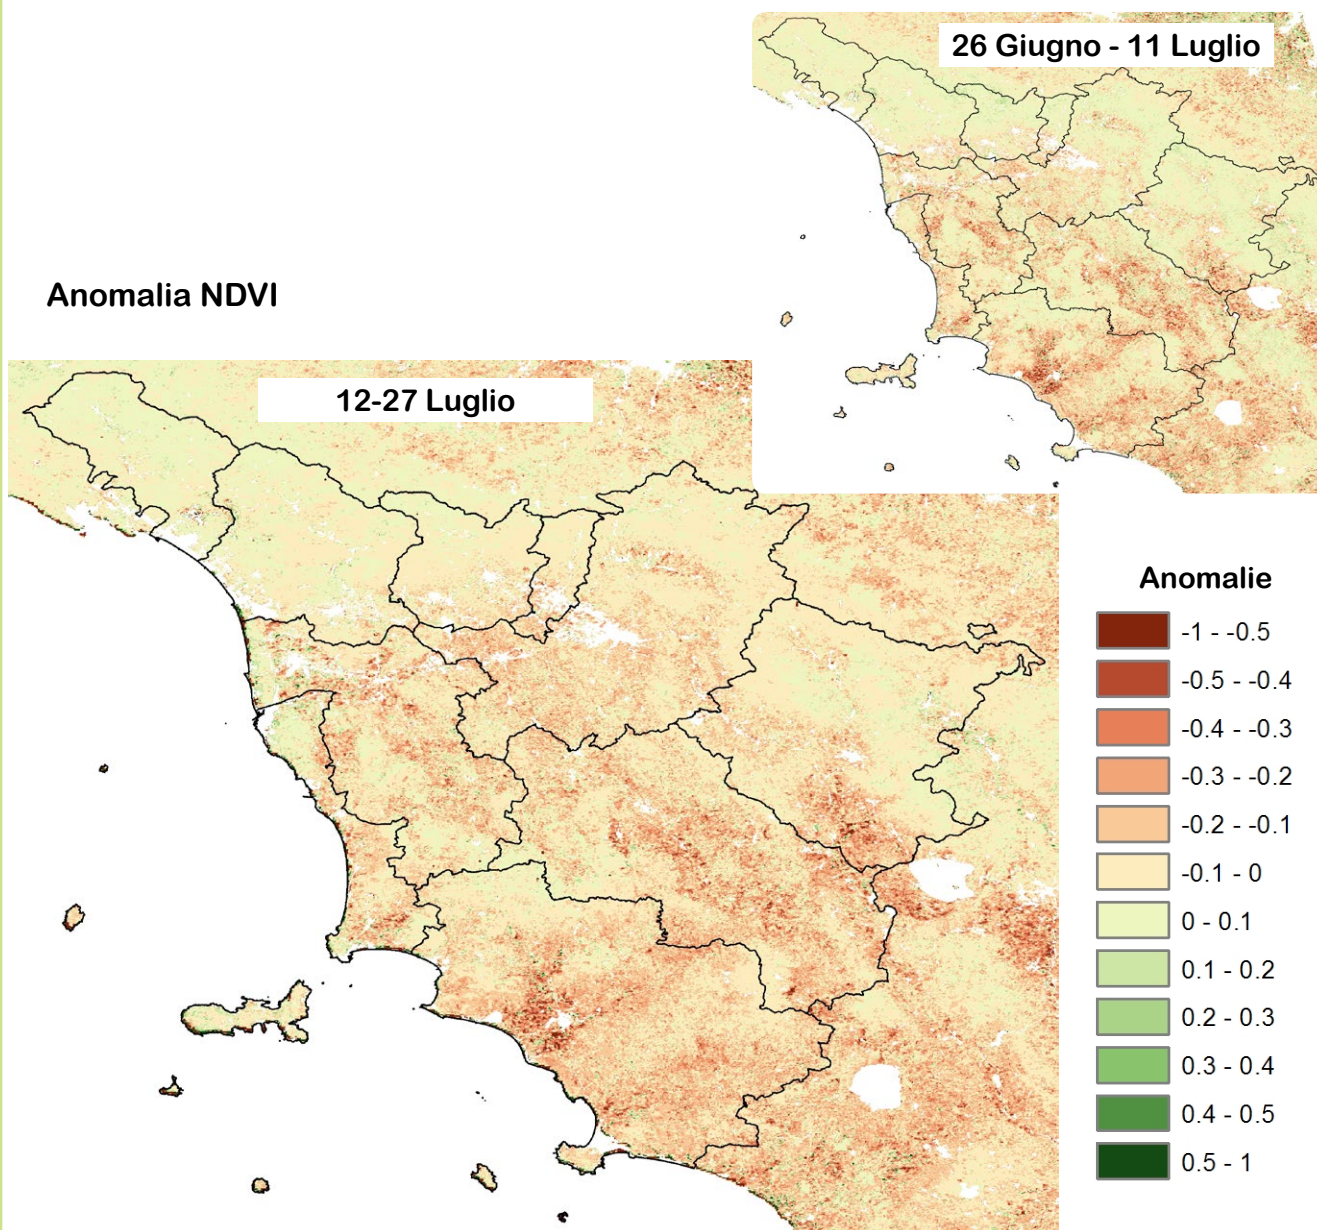 26 Giugno - 11 Luglio
Anomalia NDVI
12-27 Luglio
Anomalie
-1 - -0.5
-0.5 - -0.4
-0.4 - -0.3
-0.3 - -0.2
-0.2 - -0.1
-0.1 - 0
0 - 0.1
0.1 - 0.2
0.2 - 0.3
0.3 - 0.4
0.4 - 0.5
0.5 - 1